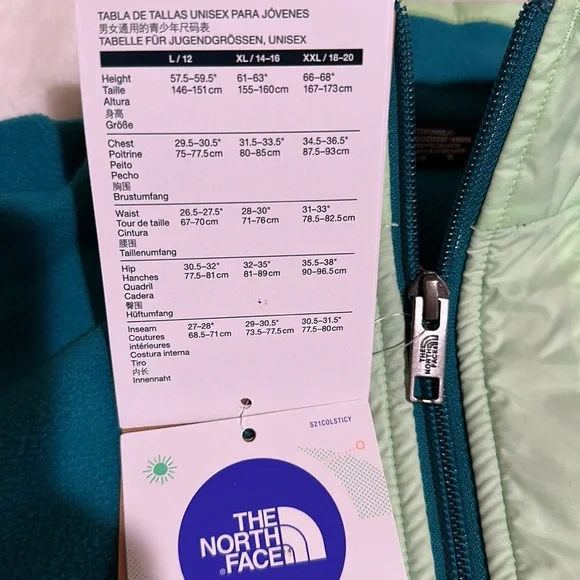 TABLA DE TALLAS UNISEX PARA JÓVENES
男女通用的青少年尺码表
TABELLE FÜR JUGENDGRÖSSEN, UNISEX
L / 12 XL / 14–16 XXL / 18–20
Height 57.5–59.5" 61–63" 66–68"
Taille 146–151 cm 155–160 cm 167–173 cm
Altura
身高
Größe
Chest 29.5–30.5" 31.5–33.5" 34.5–36.5"
Poitrine 75–77.5 cm 80–85 cm 87.5–93 cm
Peito
Pecho
胸围
Brustumfang
Waist 26.5–27.5" 28–30" 31–33"
Tour de taille 67–70 cm 71–76 cm 78.5–82.5 cm
Cintura
腰围
Taillenumfang
Hip 30.5–32" 32–35" 35.5–38"
Hanches 77.5–81 cm 81–89 cm 90–96.5 cm
Quadril
Cadera
臀围
Hüftumfang
Inseam 27–28" 29–30.5" 30.5–31.5"
Coutures 68.5–71 cm 73.5–77.5 cm 77.5–80 cm
intérieures
Costura interna
Tiro
内长
Innennaht
THE
NORTH
FACE
S21COLSTICY
THE
NORTH
FACE